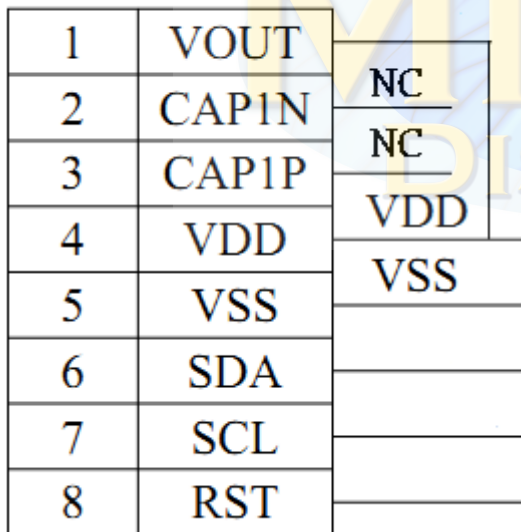 1 VOUT
NC
2 CAP1N
NC
3 CAP1P
VDD
4 VDD
VSS
5 VSS
6 SDA
7 SCL
8 RST